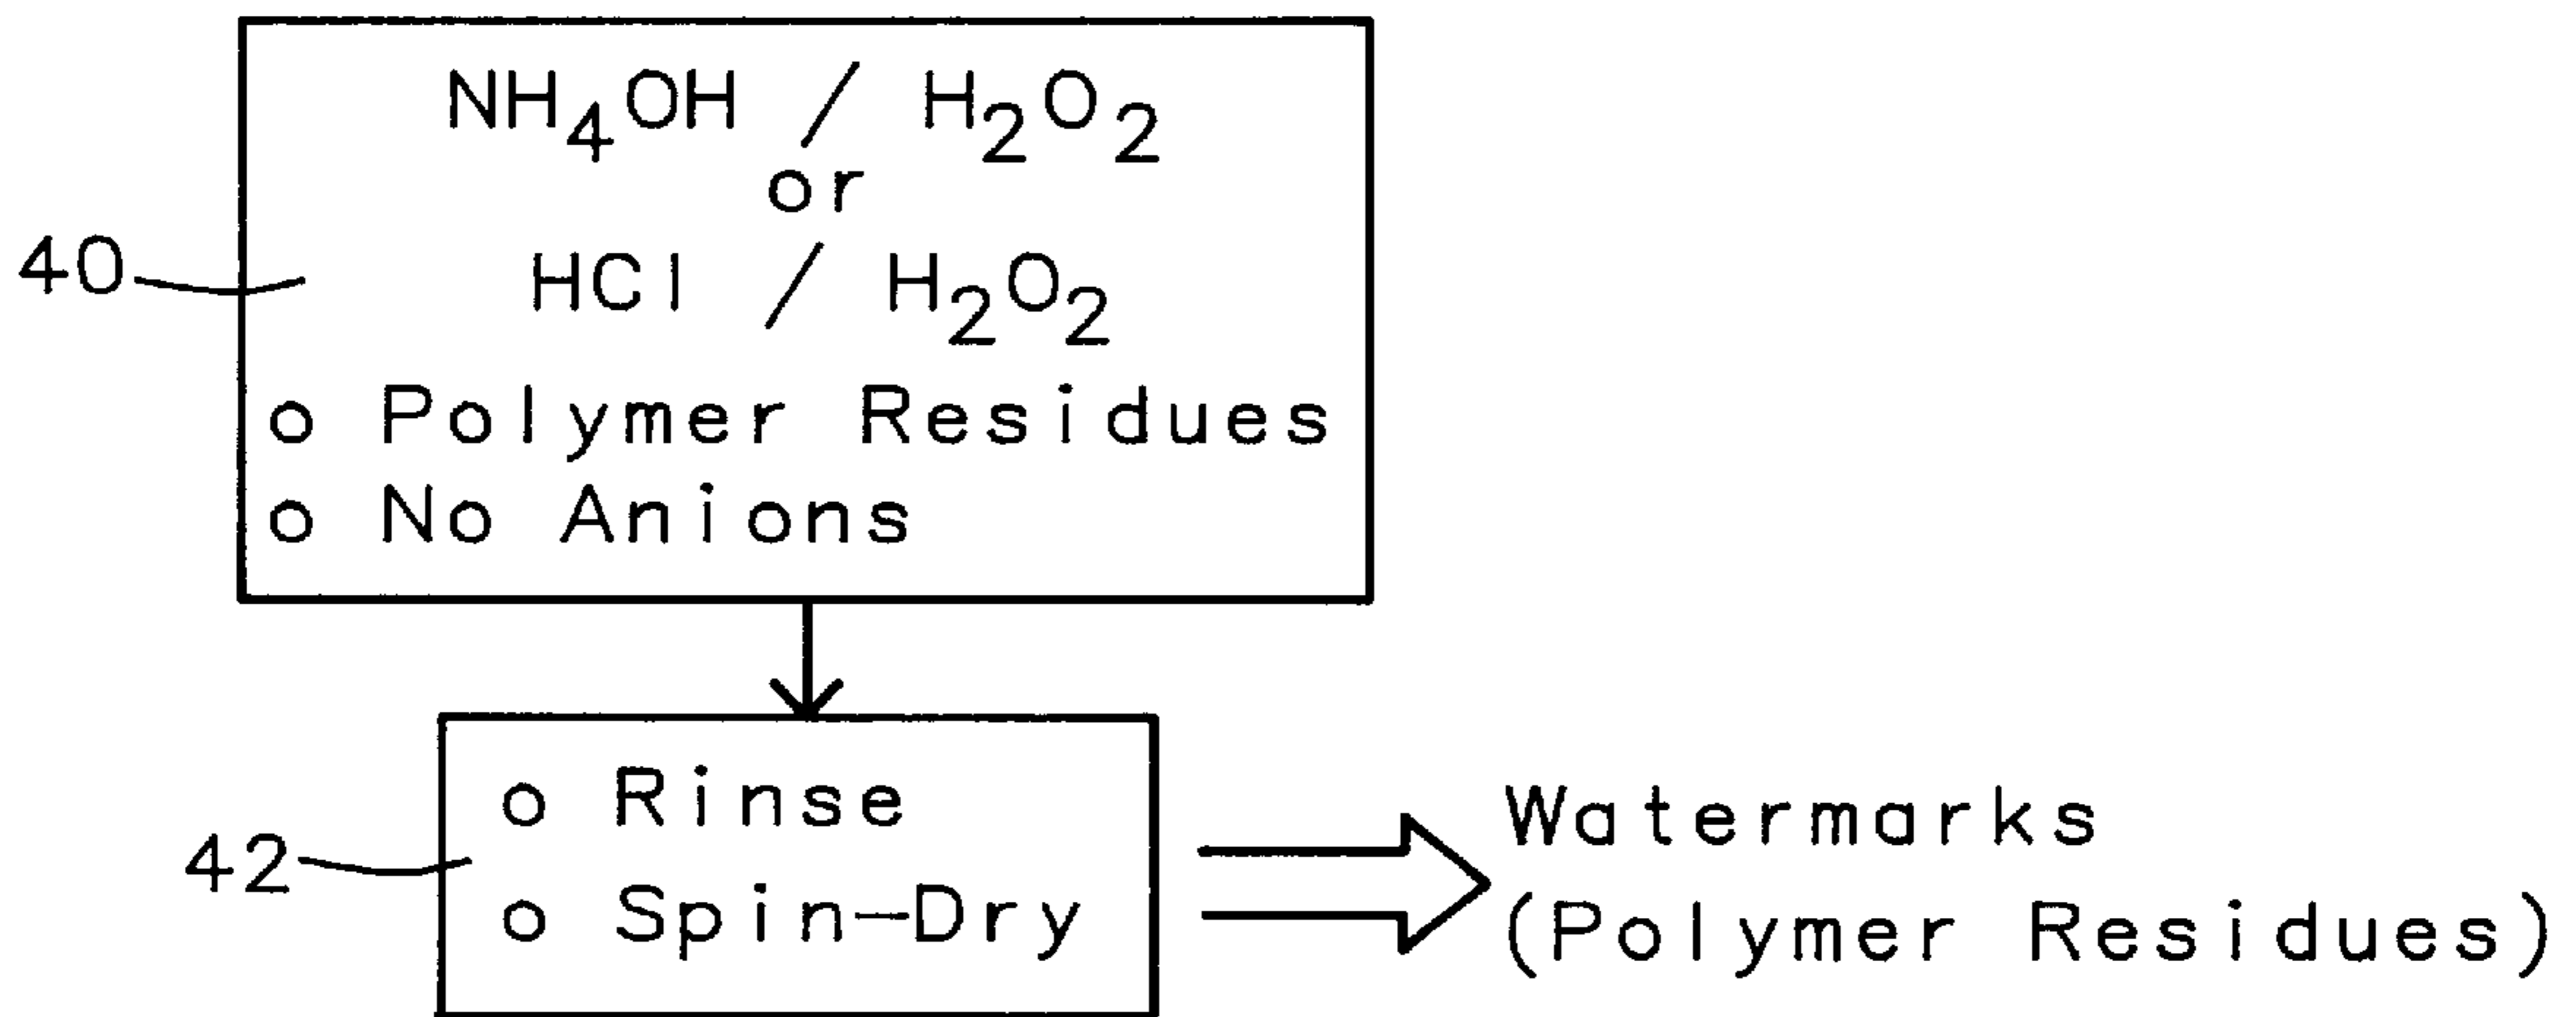 NH₄OH / H₂O₂
or
40
HCl / H₂O₂
o Polymer Residues
o No Anions
o Rinse
42
o Spin-Dry
Watermarks
(Polymer Residues)